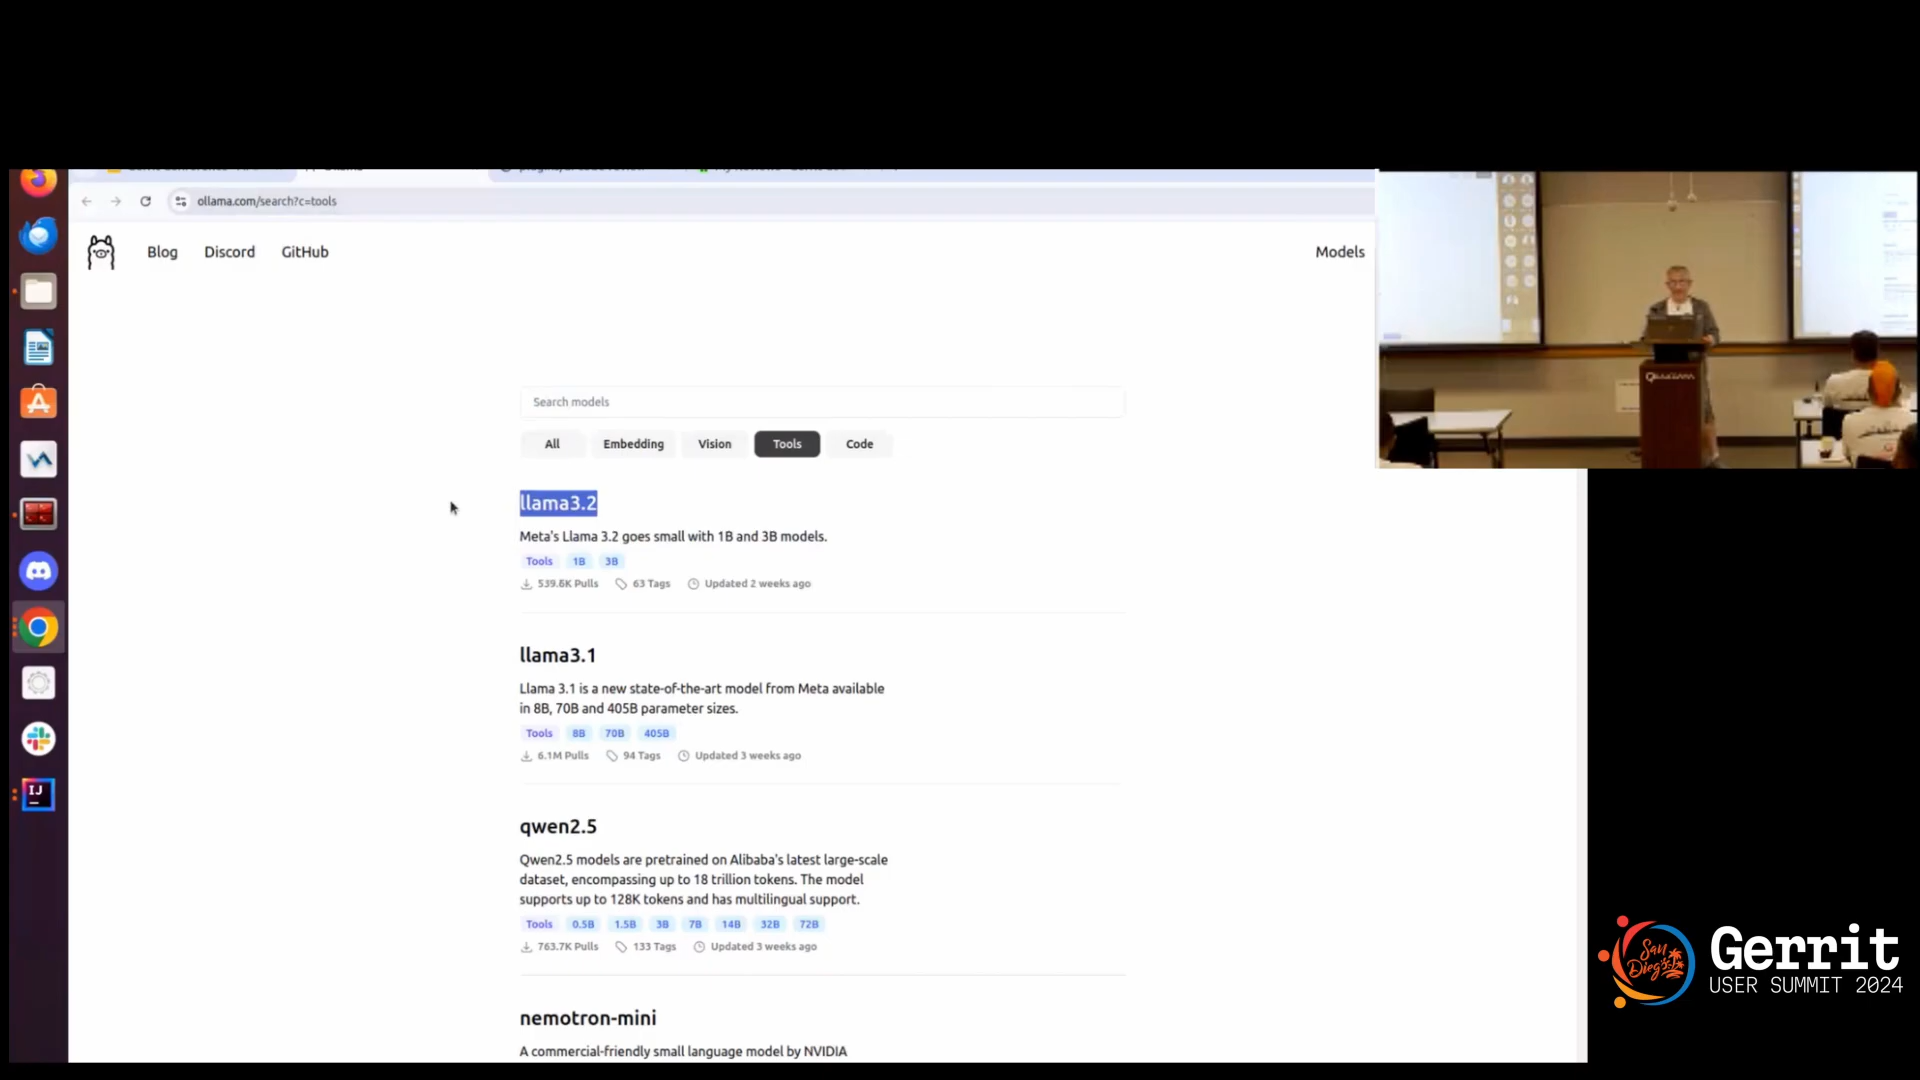 ollama.com/search?c=tools
Blog
Discord
GitHub
Models
Search models
All
Embedding
Vision
Tools
Code
llama3.2
Meta's Llama 3.2 goes small with 1B and 3B models.
Tools 1B 3B
539.6K Pulls 63 Tags Updated 2 weeks ago
llama3.1
Llama 3.1 is a new state-of-the-art model from Meta available
in 8B, 70B and 405B parameter sizes.
Tools 8B 70B 405B
6.1M Pulls 94 Tags Updated 3 weeks ago
qwen2.5
Qwen2.5 models are pretrained on Alibaba's latest large-scale
dataset, encompassing up to 18 trillion tokens. The model
supports up to 128K tokens and has multilingual support.
Tools 0.5B 1.5B 3B 7B 14B 32B 72B
763.7K Pulls 133 Tags Updated 3 weeks ago
nemotron-mini
A commercial-friendly small language model by NVIDIA
IJ
QUALCOMM
San
Diego
Gerrit
USER SUMMIT 2024